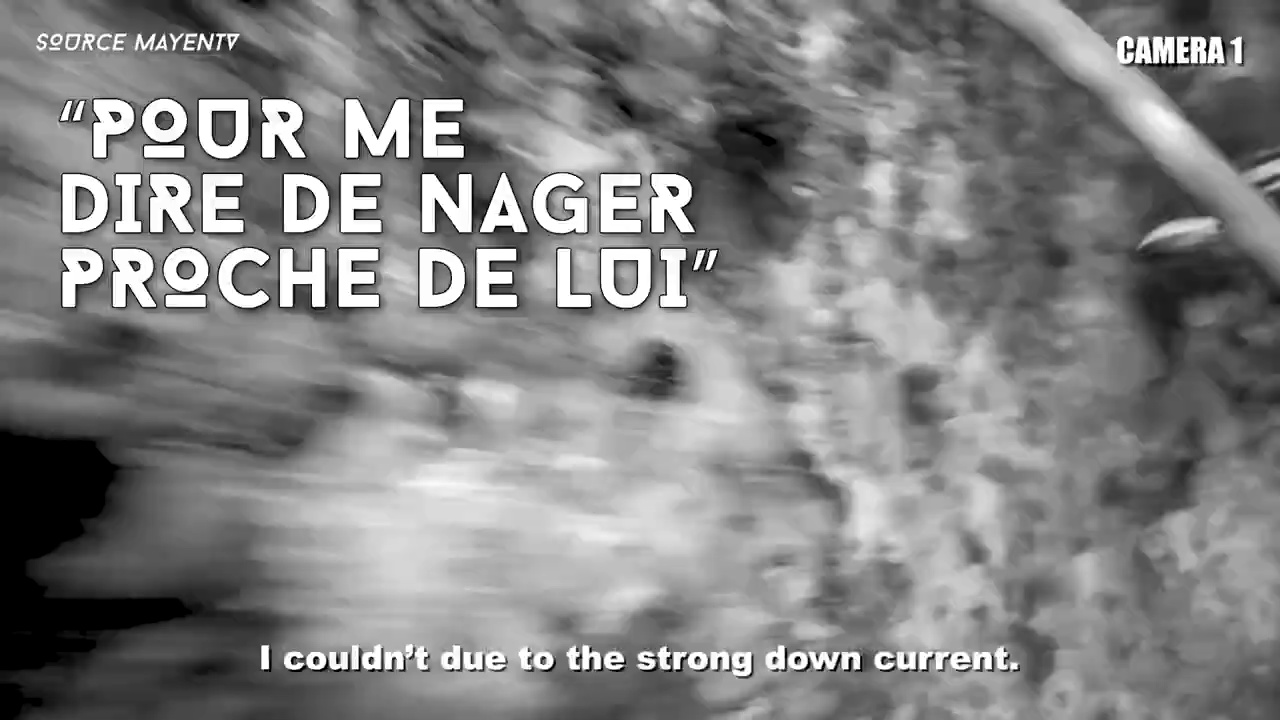 SOURCE MAYENTV
CAMERA 1
“POUR ME
DIRE DE NAGER
PROCHE DE LUI”
I couldn’t due to the strong down current.